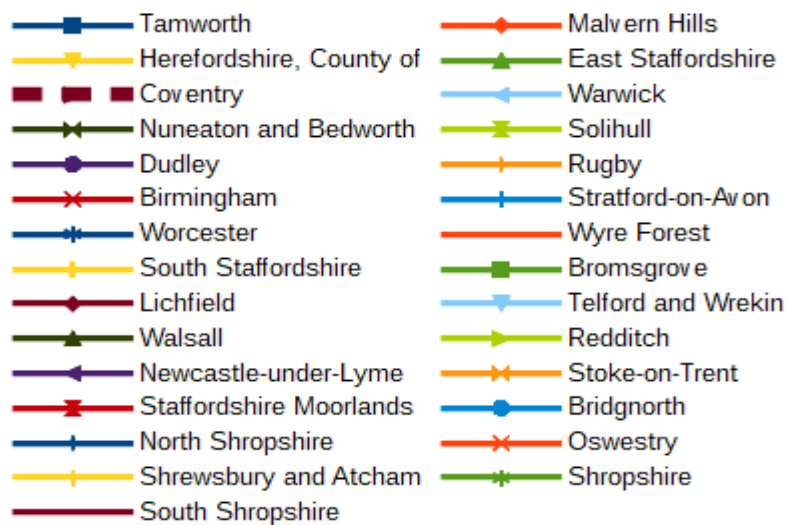 Tamworth
Malvern Hills
Herefordshire, County of
East Staffordshire
Coventry
Warwick
Nuneaton and Bedworth
Solihull
Dudley
Rugby
Birmingham
Stratford-on-Avon
Worcester
Wyre Forest
South Staffordshire
Bromsgrove
Lichfield
Telford and Wrekin
Walsall
Redditch
Newcastle-under-Lyme
Stoke-on-Trent
Staffordshire Moorlands
Bridgnorth
North Shropshire
Oswestry
Shrewsbury and Atcham
Shropshire
South Shropshire